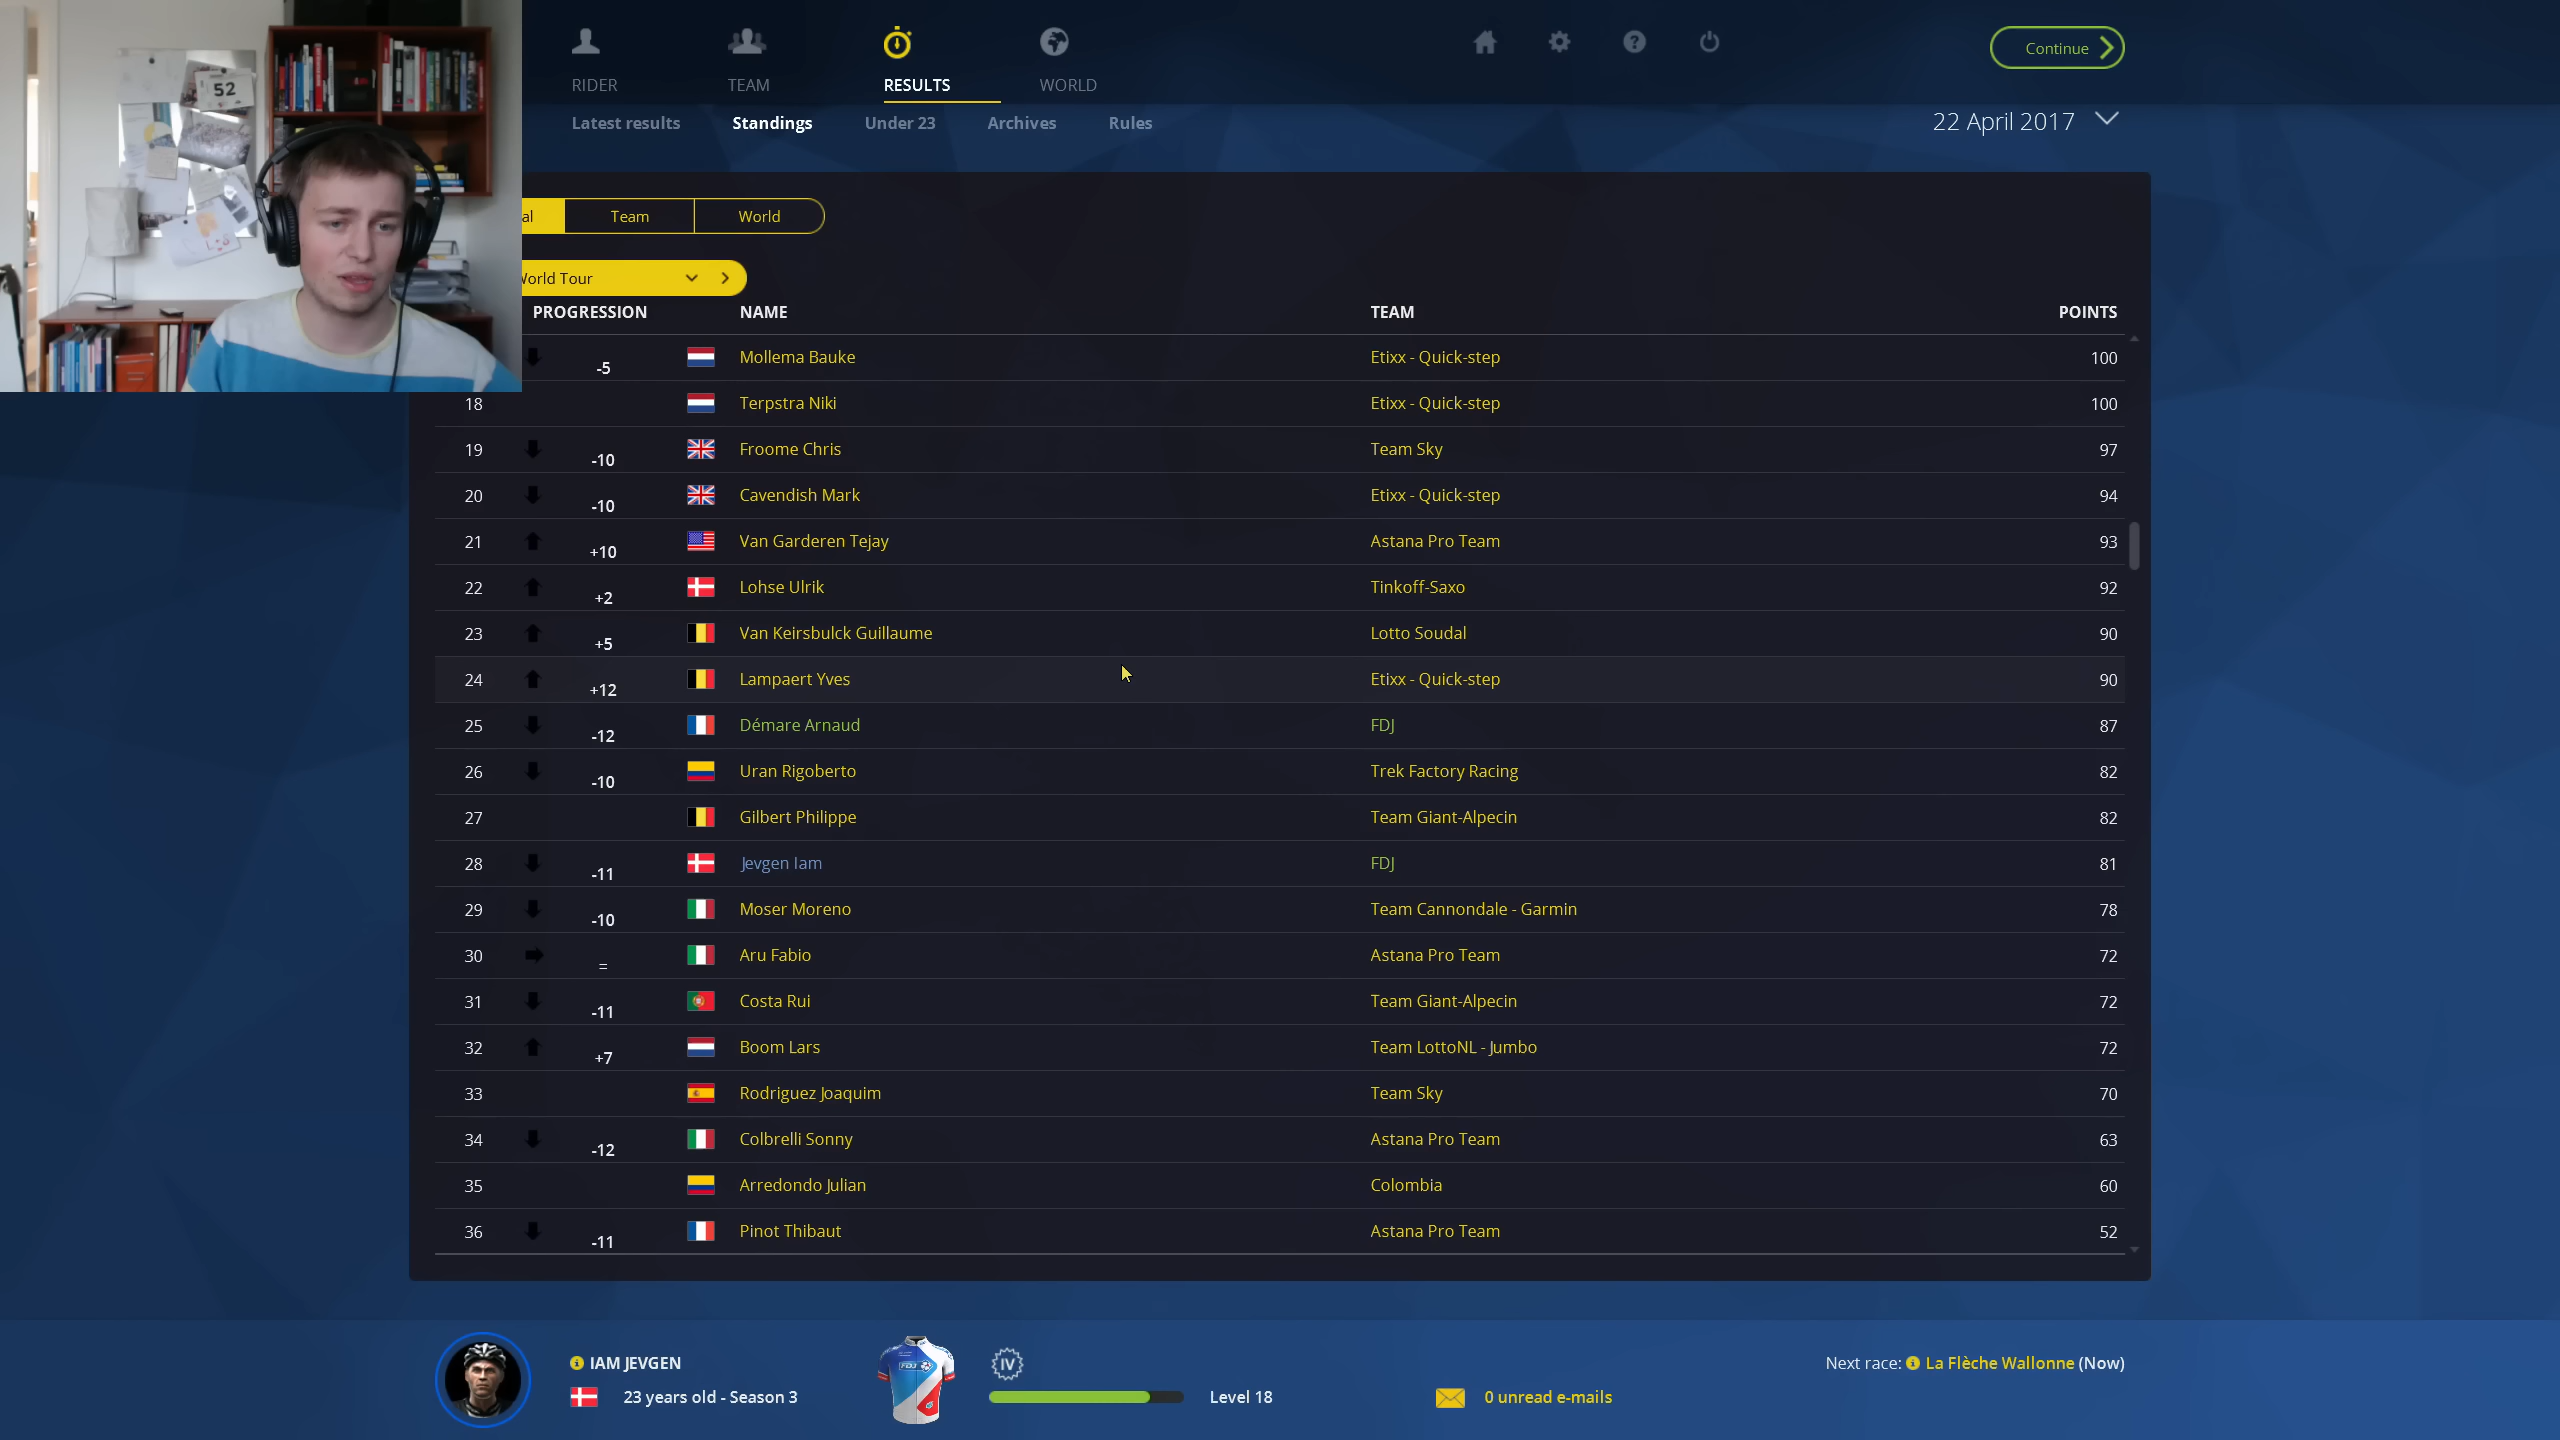 52
RIDER
TEAM
RESULTS
WORLD
Continue
Latest results
Standings
Under 23
Archives
Rules
22 April 2017
al
Team
World
World Tour
PROGRESSION NAME TEAM POINTS
-5 Mollema Bauke Etixx - Quick-step 100
18 Terpstra Niki Etixx - Quick-step 100
19 -10 Froome Chris Team Sky 97
20 -10 Cavendish Mark Etixx - Quick-step 94
21 +10 Van Garderen Tejay Astana Pro Team 93
22 +2 Lohse Ulrik Tinkoff-Saxo 92
23 +5 Van Keirsbulck Guillaume Lotto Soudal 90
24 +12 Lampaert Yves Etixx - Quick-step 90
25 -12 Démare Arnaud FDJ 87
26 -10 Uran Rigoberto Trek Factory Racing 82
27 Gilbert Philippe Team Giant-Alpecin 82
28 -11 Jevgen Iam FDJ 81
29 -10 Moser Moreno Team Cannondale - Garmin 78
30 = Aru Fabio Astana Pro Team 72
31 -11 Costa Rui Team Giant-Alpecin 72
32 +7 Boom Lars Team LottoNL - Jumbo 72
33 Rodriguez Joaquim Team Sky 70
34 -12 Colbrelli Sonny Astana Pro Team 63
35 Arredondo Julian Colombia 60
36 -11 Pinot Thibaut Astana Pro Team 52
IAM JEVGEN
23 years old - Season 3
FDJ
IV
Level 18
0 unread e-mails
Next race: La Flèche Wallonne (Now)